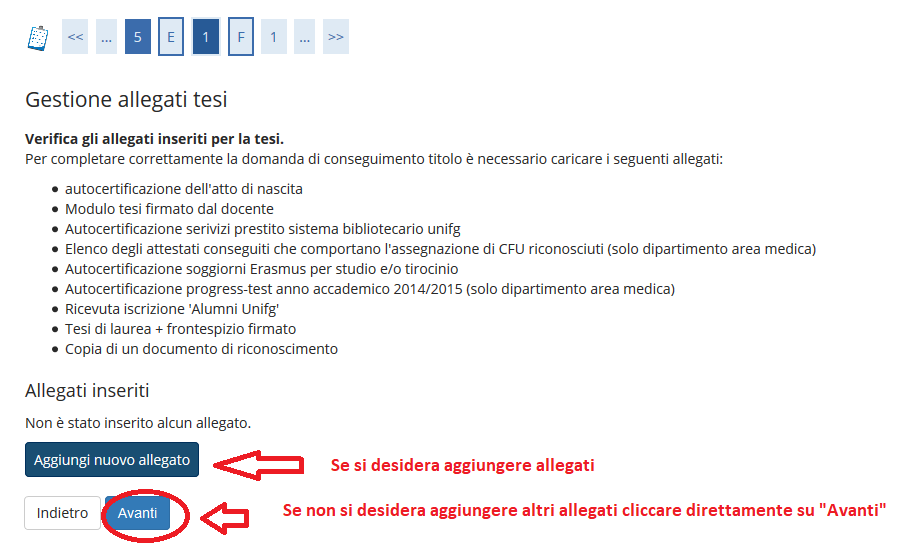 << ... 5 E 1 F 1 ... >>
Gestione allegati tesi
Verifica gli allegati inseriti per la tesi.
Per completare correttamente la domanda di conseguimento titolo è necessario caricare i seguenti allegati:
autocertificazione dell'atto di nascita
Modulo tesi firmato dal docente
Autocertificazione serivizi prestito sistema bibliotecario unifg
Elenco degli attestati conseguiti che comportano l'assegnazione di CFU riconosciuti (solo dipartimento area medica)
Autocertificazione soggiorni Erasmus per studio e/o tirocinio
Autocertificazione progress-test anno accademico 2014/2015 (solo dipartimento area medica)
Ricevuta iscrizione 'Alumni Unifg'
Tesi di laurea + frontespizio firmato
Copia di un documento di riconoscimento
Allegati inseriti
Non è stato inserito alcun allegato.
Aggiungi nuovo allegato
Se si desidera aggiungere allegati
Indietro Avanti
Se non si desidera aggiungere altri allegati cliccare direttamente su "Avanti"